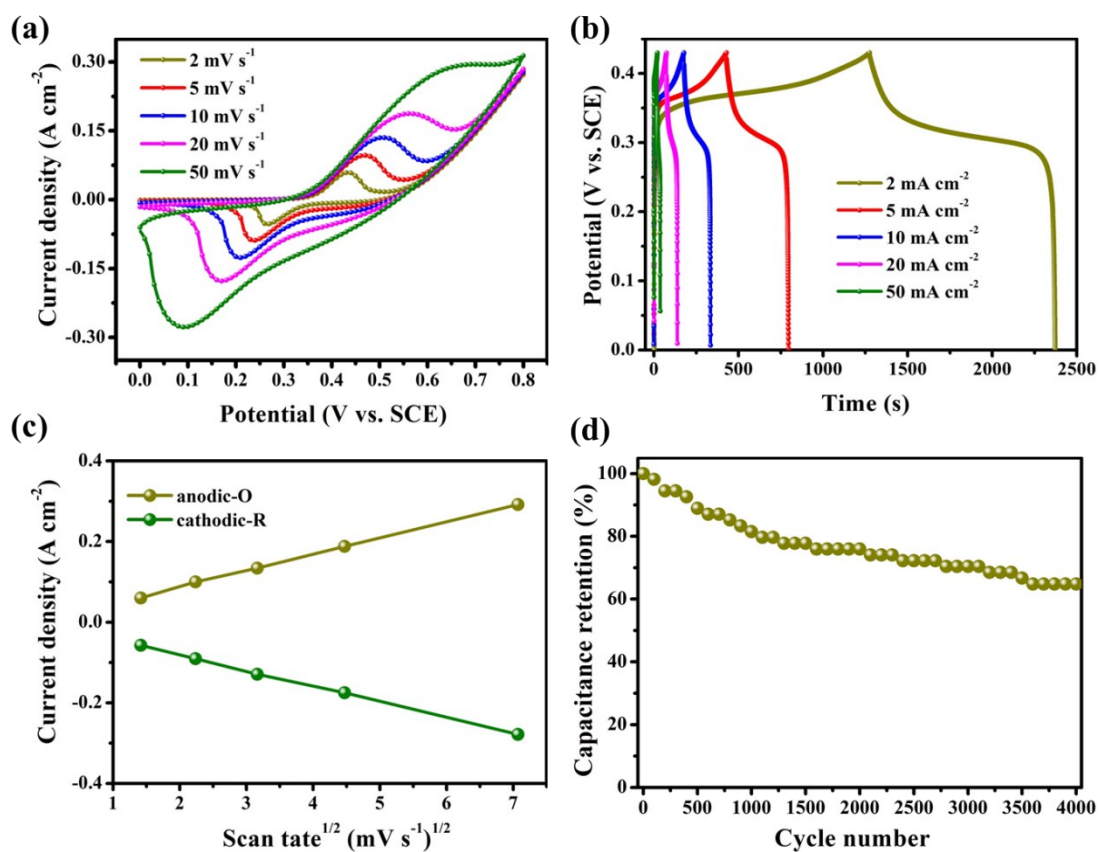 (a)
Current density (A cm-2)
0.30
0.15
0.00
-0.15
-0.30
2 mV s-1
5 mV s-1
10 mV s-1
20 mV s-1
50 mV s-1
0.0 0.1 0.2 0.3 0.4 0.5 0.6 0.7 0.8
Potential (V vs. SCE)
(b)
Potential (V vs. SCE)
0.4
0.3
0.2
0.1
0.0
2 mA cm-2
5 mA cm-2
10 mA cm-2
20 mA cm-2
50 mA cm-2
0 500 1000 1500 2000 2500
Time (s)
(c)
Current density (A cm-2)
0.4
0.2
0.0
-0.2
-0.4
anodic-O
cathodic-R
1 2 3 4 5 6 7
Scan tate1/2 (mV s-1)1/2
(d)
Capacitance retention (%)
100
80
60
40
20
0
0 500 1000 1500 2000 2500 3000 3500 4000
Cycle number